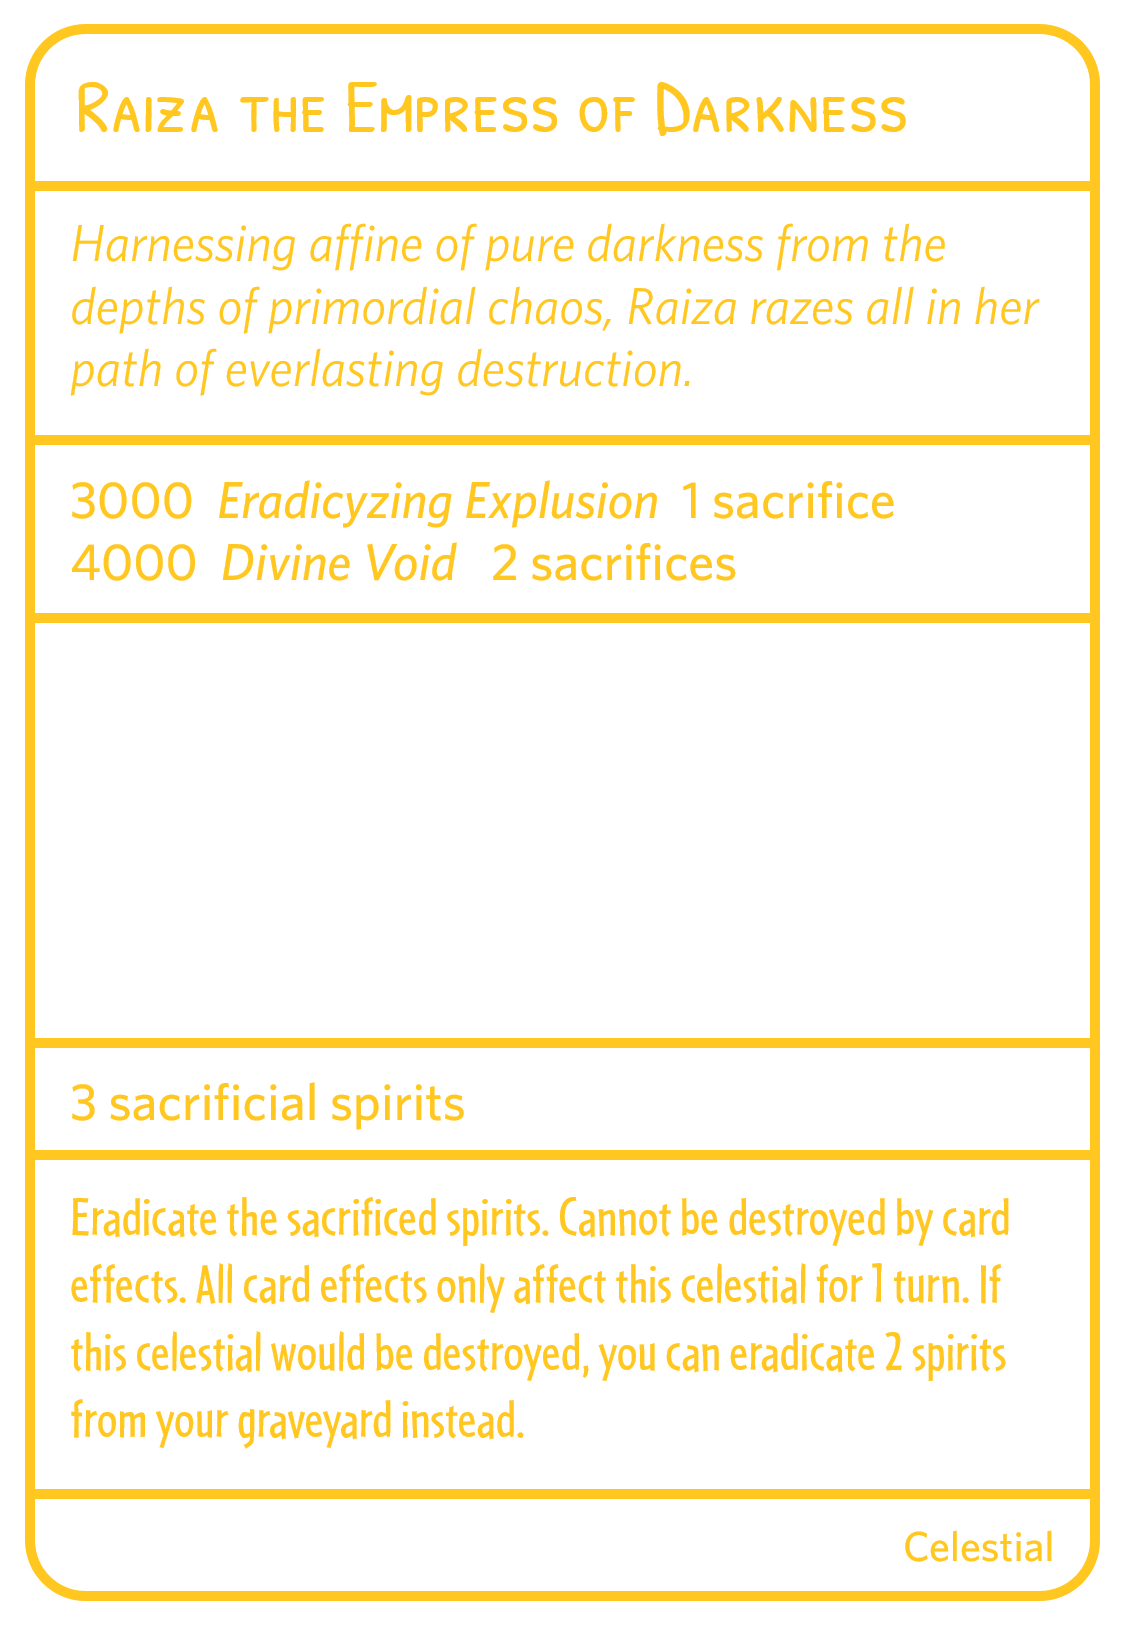 Raiza the Empress of Darkness
Harnessing affine of pure darkness from the
depths of primordial chaos, Raiza razes all in her
path of everlasting destruction.
3000 Eradicyzing Explusion 1 sacrifice
4000 Divine Void 2 sacrifices
3 sacrificial spirits
Eradicate the sacrificed spirits. Cannot be destroyed by card
effects. All card effects only affect this celestial for 1 turn. If
this celestial would be destroyed, you can eradicate 2 spirits
from your graveyard instead.
Celestial